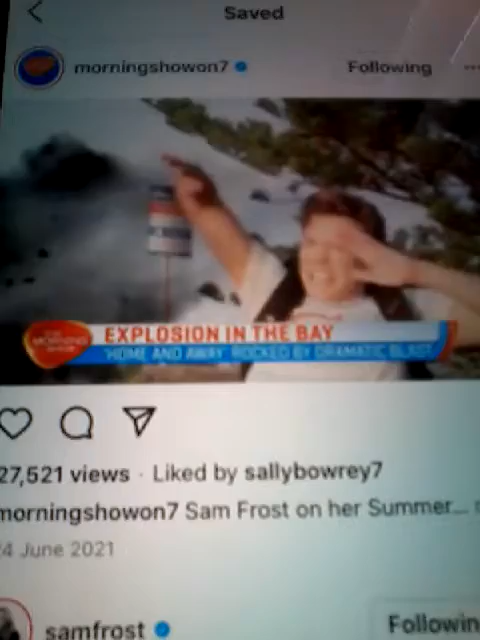 Saved
morningshowon7
Following
EXPLOSION IN THE BAY
'HOME AND AWAY' ROCKED BY DRAMATIC BLAST
27,521 views · Liked by sallybowrey7
morningshowon7 Sam Frost on her Summer...
4 June 2021
samfrost
Followin